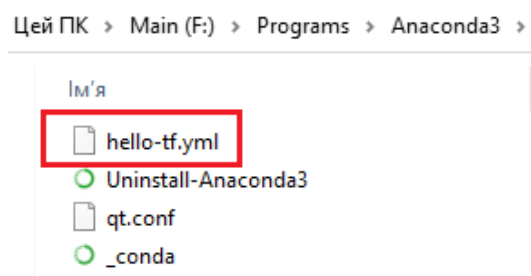 Цей ПК > Main (F:) > Programs > Anaconda3 >
Ім'я
hello-tf.yml
Uninstall-Anaconda3
qt.conf
_conda